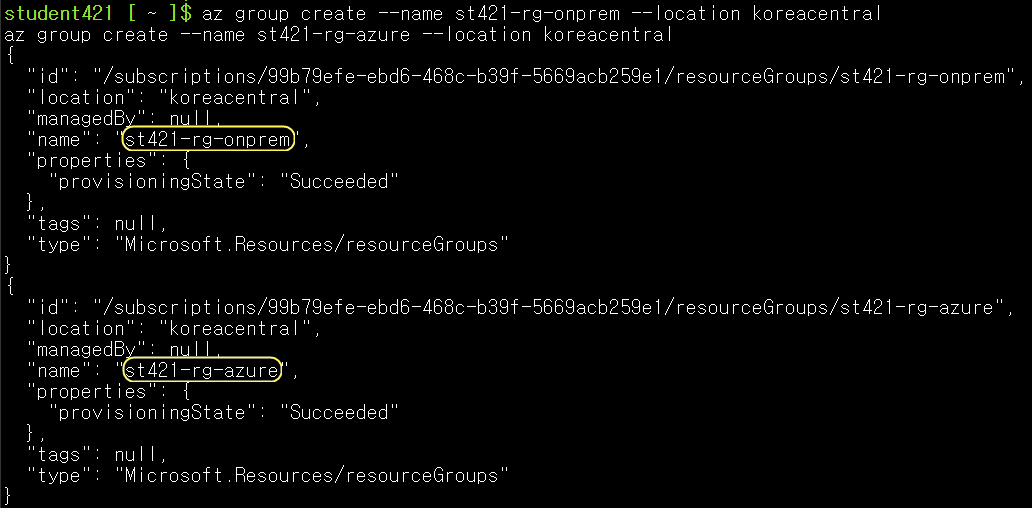 student421 [ ~ ]$ az group create --name st421-rg-onprem --location koreacentral
az group create --name st421-rg-azure --location koreacentral
{
  "id": "/subscriptions/99b79efe-ebd6-468c-b39f-5669acb259e1/resourceGroups/st421-rg-onprem",
  "location": "koreacentral",
  "managedBy": null,
  "name": "st421-rg-onprem",
  "properties": {
    "provisioningState": "Succeeded"
  },
  "tags": null,
  "type": "Microsoft.Resources/resourceGroups"
}
{
  "id": "/subscriptions/99b79efe-ebd6-468c-b39f-5669acb259e1/resourceGroups/st421-rg-azure",
  "location": "koreacentral",
  "managedBy": null,
  "name": "st421-rg-azure",
  "properties": {
    "provisioningState": "Succeeded"
  },
  "tags": null,
  "type": "Microsoft.Resources/resourceGroups"
}